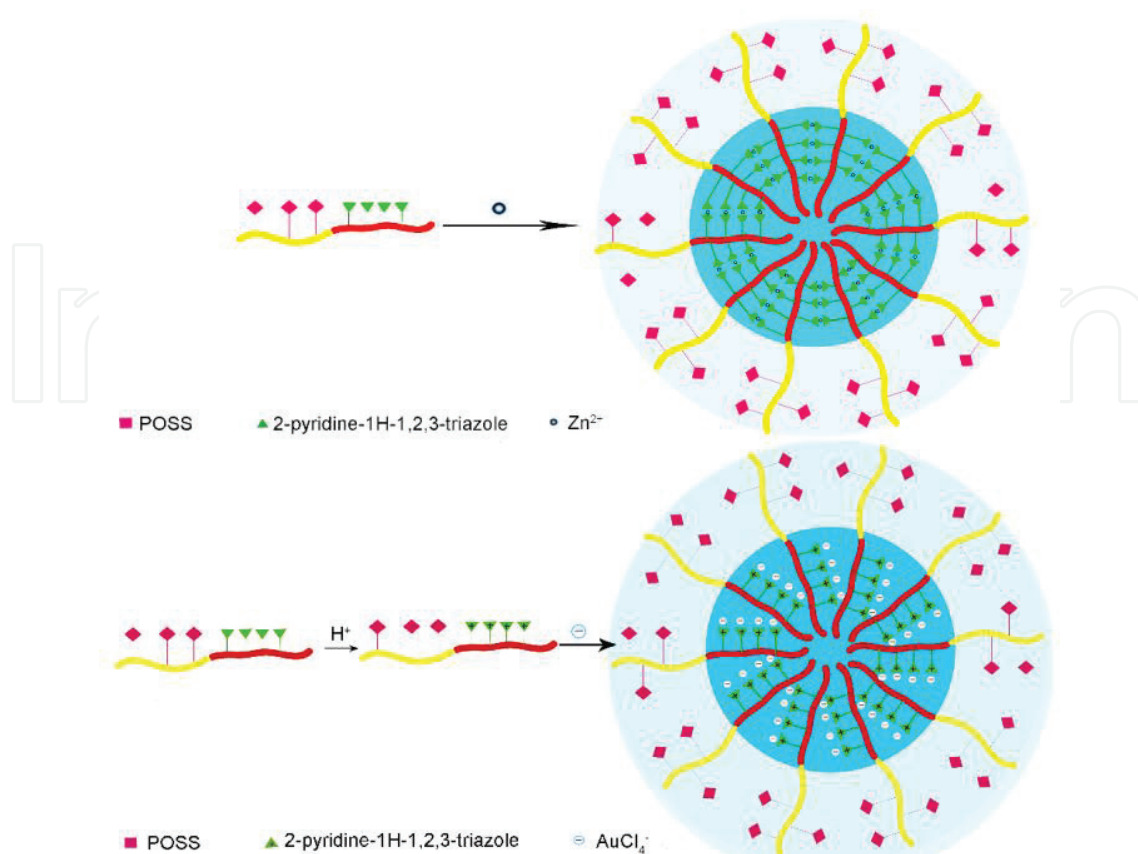 POSS 2-pyridine-1H-1,2,3-triazole Zn²⁺
H⁺
POSS 2-pyridine-1H-1,2,3-triazole AuCl₄⁻